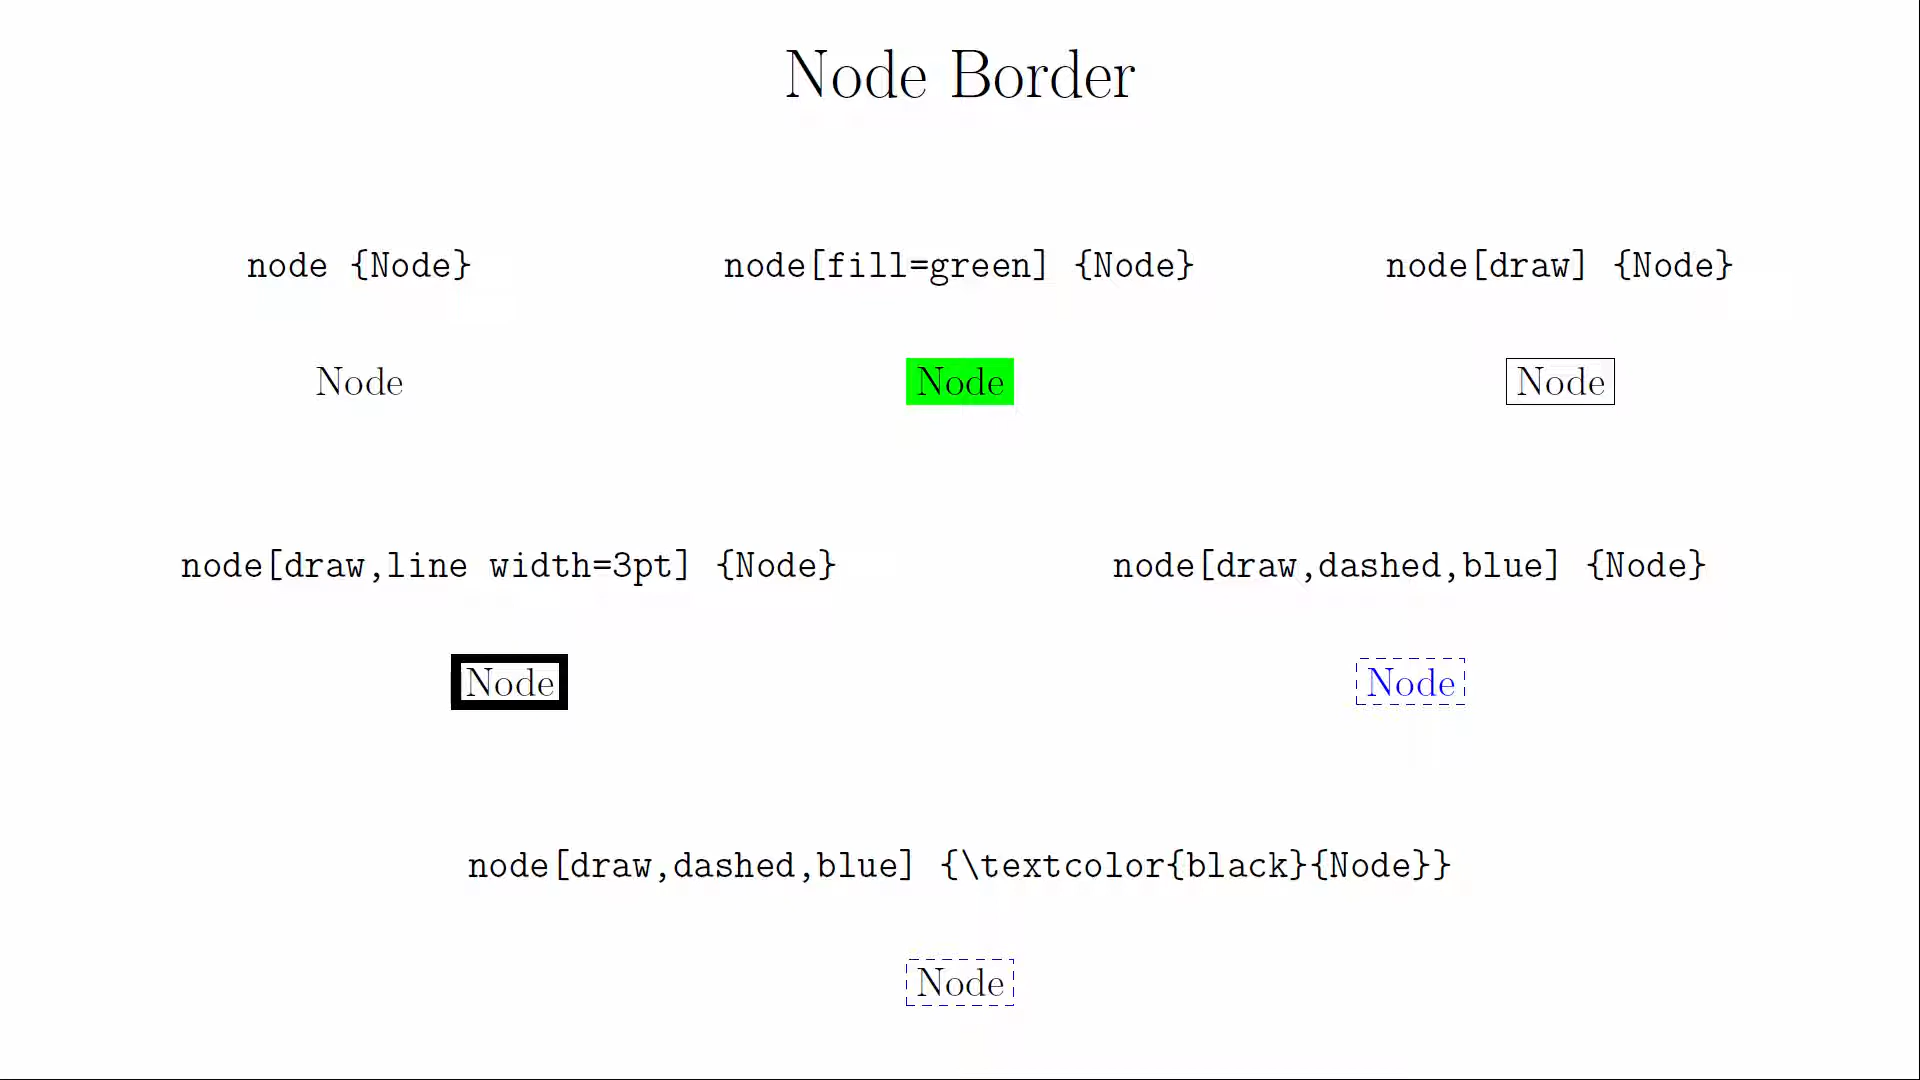 Node Border
node {Node}
node[fill=green] {Node}
node[draw] {Node}
Node
Node
Node
node[draw,line width=3pt] {Node}
node[draw,dashed,blue] {Node}
Node
Node
node[draw,dashed,blue] {\textcolor{black}{Node}}
Node